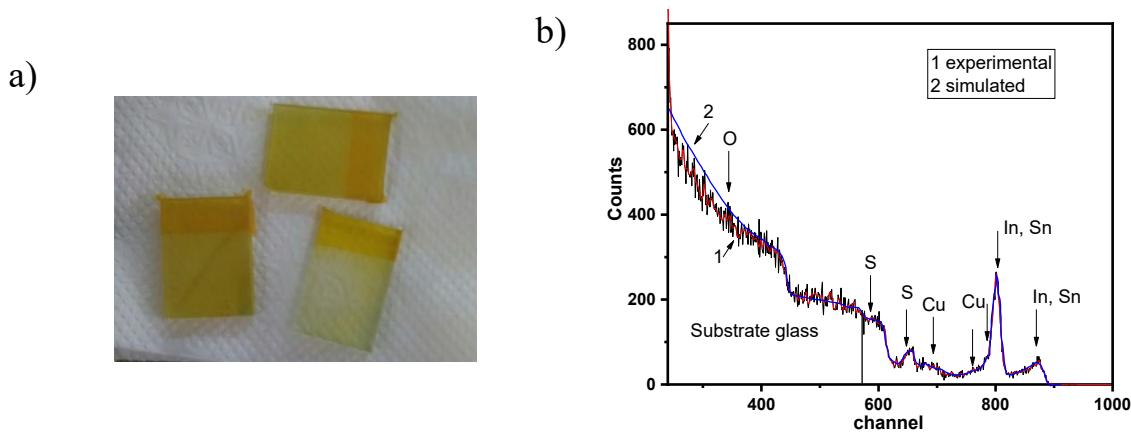 a)
b)
800
600
400
200
0
Counts
1 experimental
2 simulated
2
O
1
S
S
Cu
Cu
In, Sn
In, Sn
Substrate glass
400
600
800
1000
channel